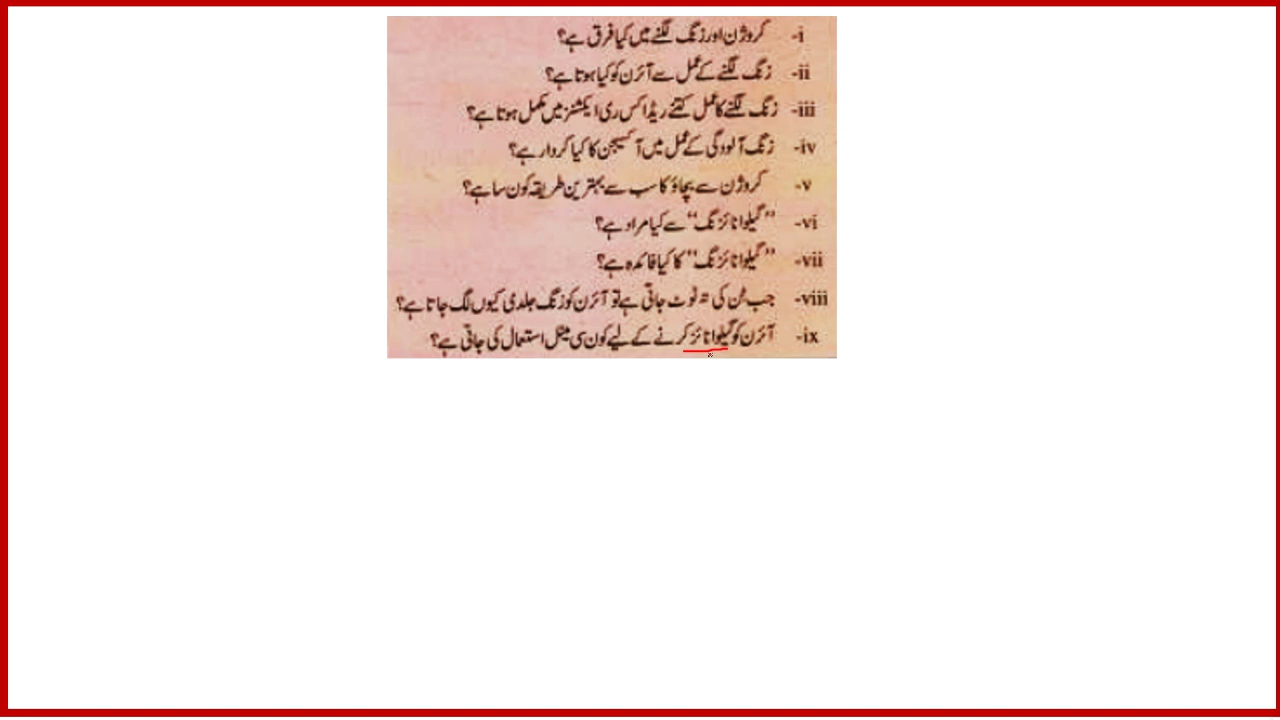 i- کروژن اور زنگ لگنے میں کیا فرق ہے؟
ii- زنگ لگنے کے عمل سے آئرن کو کیا ہوتا ہے؟
iii- زنگ لگنے کا عمل کتنے ریڈاکس ری ایکشنز میں مکمل ہوتا ہے؟
iv- زنگ آلودگی کے عمل میں آکسیجن کا کیا کردار ہے؟
v- کروژن سے بچاؤ کا سب سے بہترین طریقہ کون سا ہے؟
vi- ”گیلوانائزنگ“ سے کیا مراد ہے؟
vii- ”گیلوانائزنگ“ کا کیا فائدہ ہے؟
viii- جب ٹن کی تہ ٹوٹ جاتی ہے تو آئرن کو زنگ جلدی کیوں لگ جاتا ہے؟
ix- آئرن کو گیلوانائز کرنے کے لیے کون سی میٹل استعمال کی جاتی ہے؟